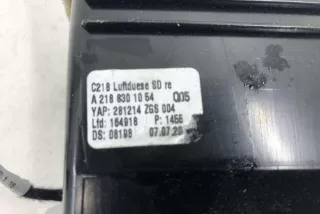 C218 Luftduese SD re
A 218 830 10 54 Q05
YAP: 281214 ZGS 004
Lfd: 164918 P: 1456
DS: 08198 07.07.20